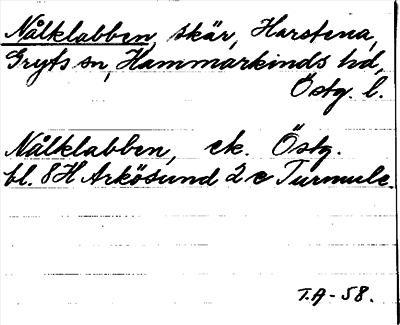 Nålklabben, skär, Harstena,
Gryts sn, Hammarkinds hd,
Östg. l.
Nålklabben, ek. Östg.
bl. 8H Arkösund 2 c Turmule.
T.A-58.